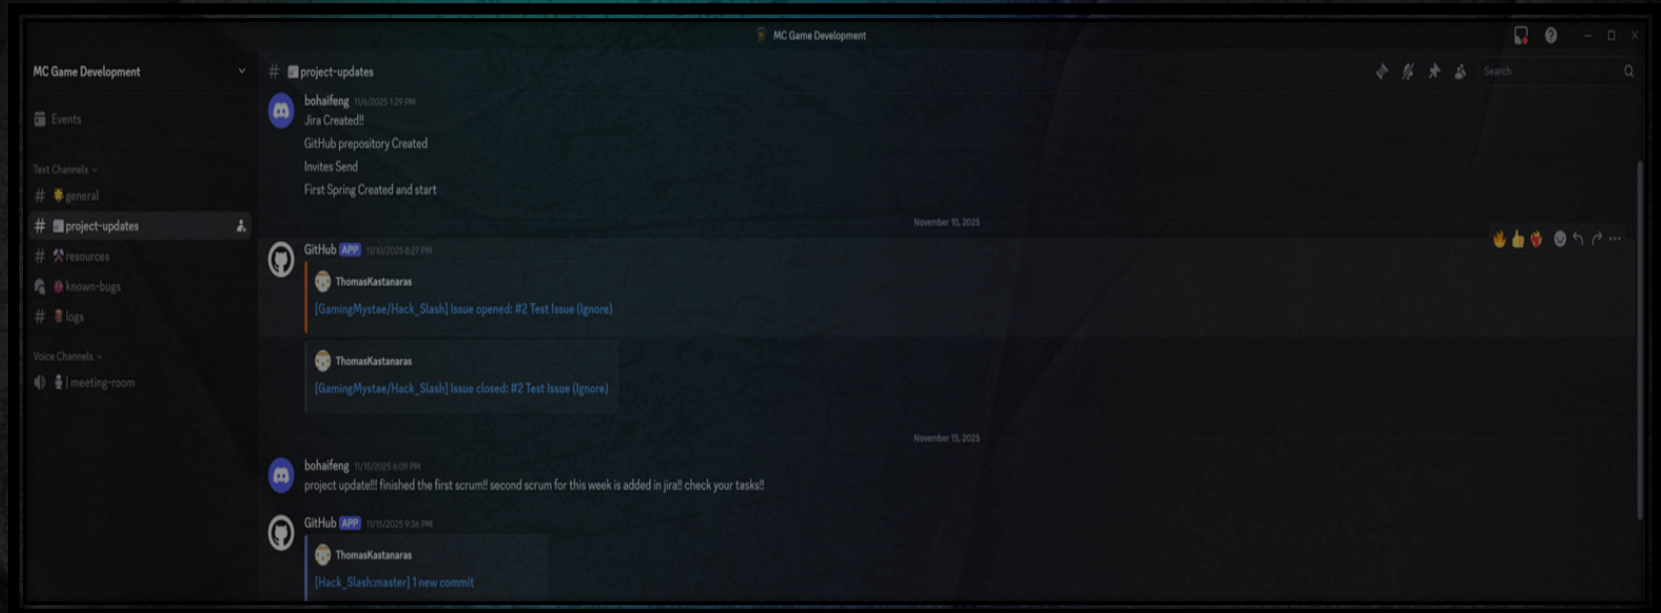 MC Game Development
MC Game Development
project-updates
Search
Events
Text Channels
general
project-updates
resources
known-bugs
logs
Voice Channels
meeting-room
bohaifeng 11/6/2025 1:29 PM
Jira Created!!
GitHub prepository Created
Invites Send
First Spring Created and start
November 10, 2025
GitHub APP 11/10/2025 8:27 PM
ThomasKastanaras
[GamingMystae/Hack_Slash] Issue opened: #2 Test Issue (Ignore)
ThomasKastanaras
[GamingMystae/Hack_Slash] Issue closed: #2 Test Issue (Ignore)
November 15, 2025
bohaifeng 11/15/2025 6:09 PM
project update!!! finished the first scrum!! second scrum for this week is added in jira!! check your tasks!!
GitHub APP 11/15/2025 9:36 PM
ThomasKastanaras
[Hack_Slash:master] 1 new commit